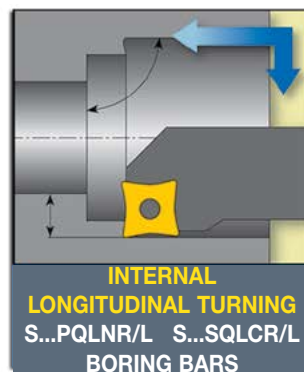 INTERNAL
LONGITUDINAL TURNING
S...PQLNR/L S...SQLCR/L
BORING BARS